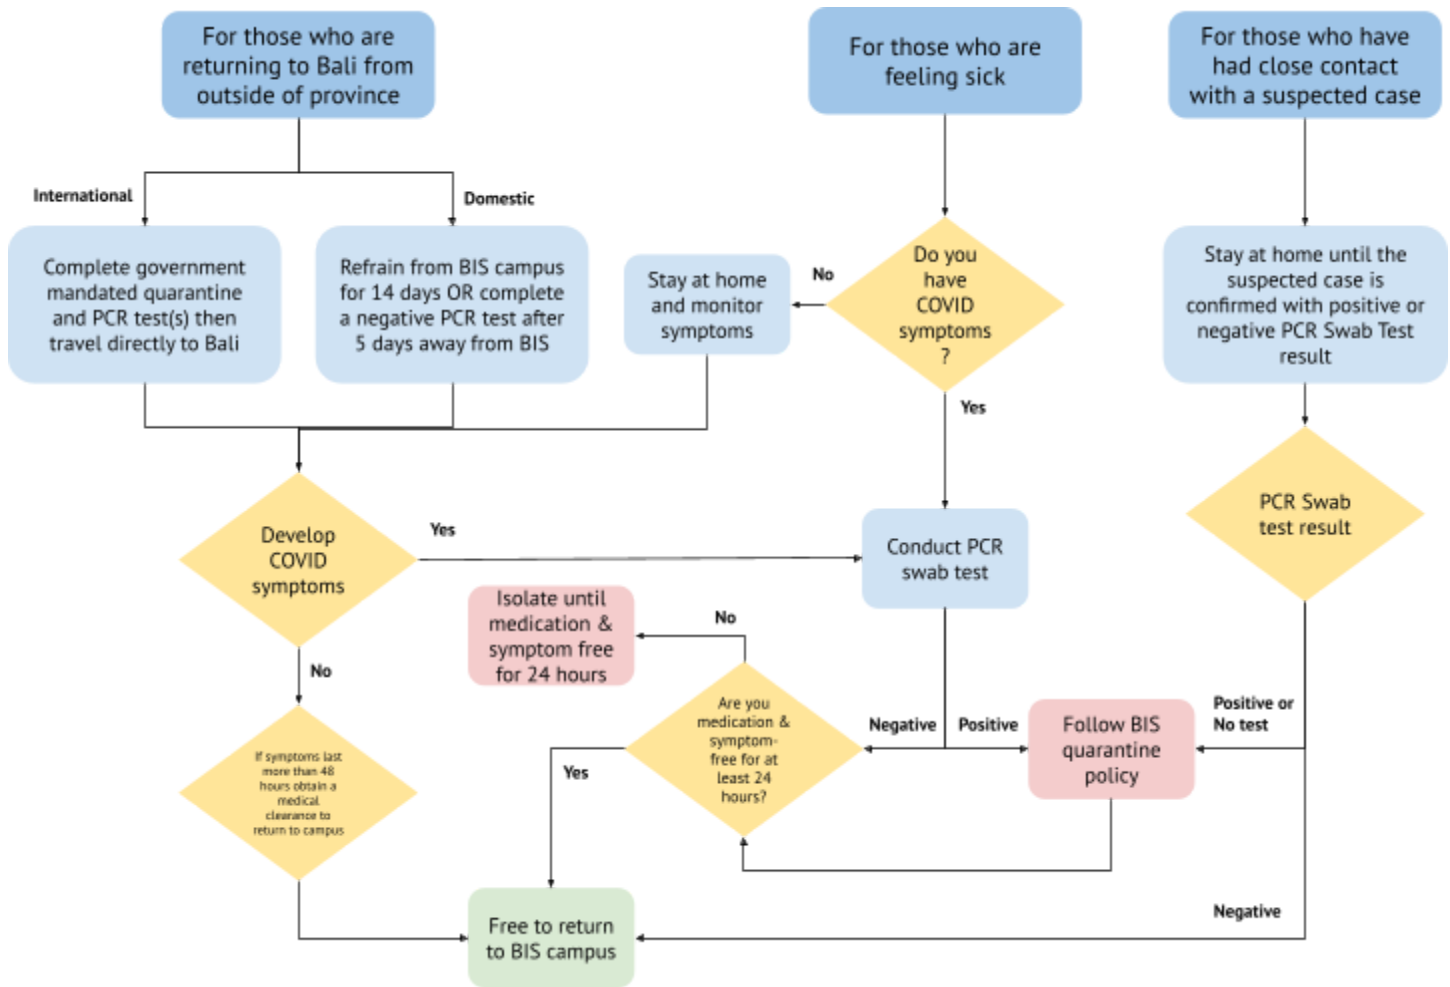 For those who are
returning to Bali from
outside of province
For those who are
feeling sick
For those who have
had close contact
with a suspected case
International
Domestic
Complete government
mandated quarantine
and PCR test(s) then
travel directly to Bali
Refrain from BIS campus
for 14 days OR complete
a negative PCR test after
5 days away from BIS
Stay at home
and monitor
symptoms
No
Do you
have
COVID
symptoms
?
Yes
Stay at home until the
suspected case is
confirmed with positive or
negative PCR Swab Test
result
Develop
COVID
symptoms
Yes
Conduct PCR
swab test
PCR Swab
test result
Isolate until
medication &
symptom free
for 24 hours
No
No
Are you
medication &
symptom-
free for at
least 24
hours?
Negative
Positive
Follow BIS
quarantine
policy
Positive or
No test
If symptoms last
more than 48
hours obtain a
medical
clearance to
return to campus
Yes
Free to return
to BIS campus
Negative